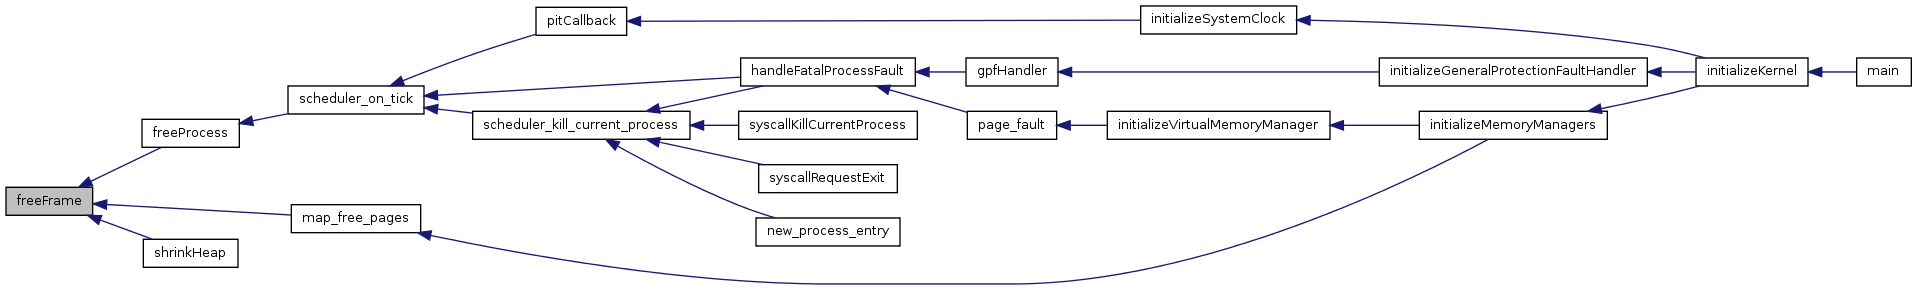 pitCallback
initializeSystemClock
handleFatalProcessFault
gpfHandler
initializeGeneralProtectionFaultHandler
initializeKernel
main
scheduler_on_tick
freeProcess
scheduler_kill_current_process
syscallKillCurrentProcess
page_fault
initializeVirtualMemoryManager
initializeMemoryManagers
syscallRequestExit
freeFrame
map_free_pages
new_process_entry
shrinkHeap